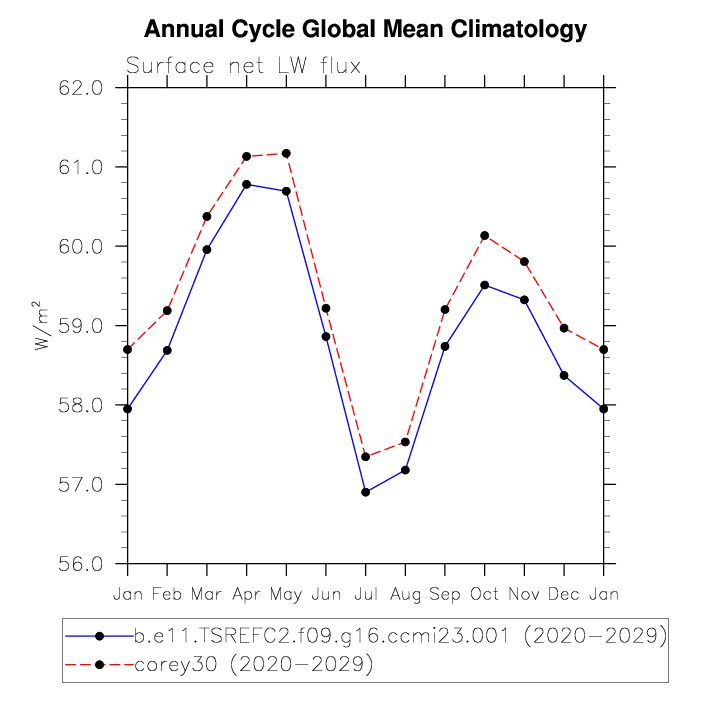 Annual Cycle Global Mean Climatology
Surface net LW flux
62.0
61.0
60.0
59.0
58.0
57.0
56.0
W/m²
Jan Feb Mar Apr May Jun Jul Aug Sep Oct Nov Dec Jan
b.e11.TSREFC2.f09.g16.ccmi23.001 (2020-2029)
corey30 (2020-2029)